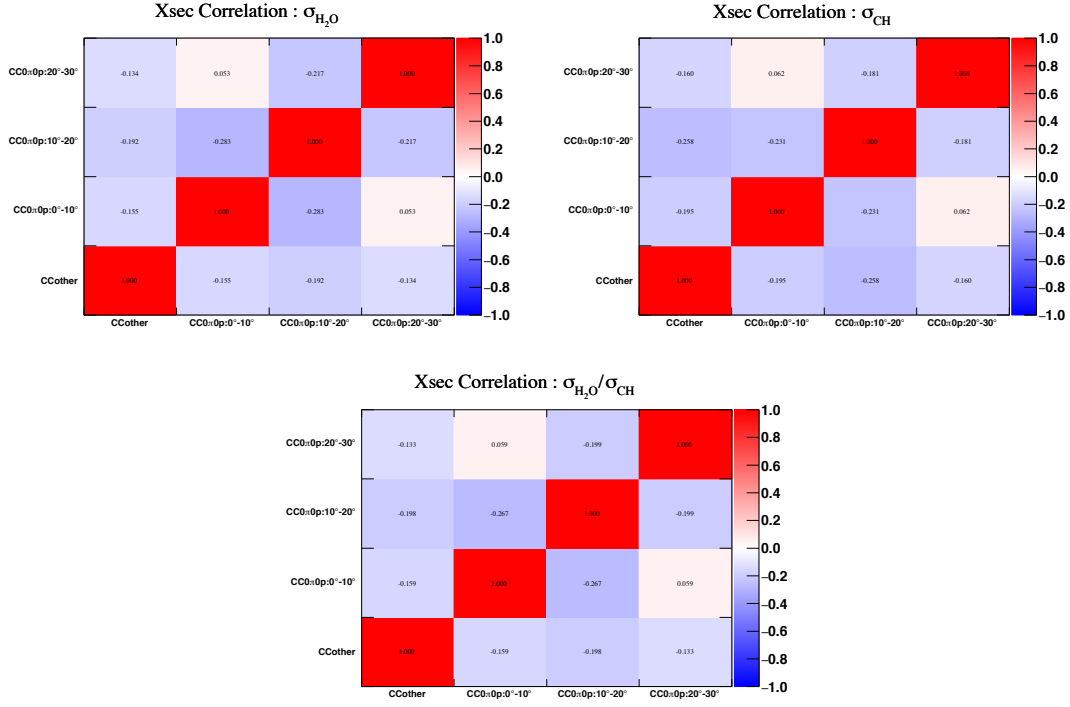 Xsec Correlation : σ_H₂O
CC0π0p:20°-30° -0.134 0.053 -0.217 1.000
CC0π0p:10°-20° -0.192 -0.283 1.000 -0.217
CC0π0p:0°-10° -0.155 1.000 -0.283 0.053
CCother 1.000 -0.155 -0.192 -0.134
CCother CC0π0p:0°-10° CC0π0p:10°-20° CC0π0p:20°-30°
1.0
0.8
0.6
0.4
0.2
0.0
−0.2
−0.4
−0.6
−0.8
−1.0
Xsec Correlation : σ_CH
CC0π0p:20°-30° -0.160 0.062 -0.181 1.000
CC0π0p:10°-20° -0.258 -0.231 1.000 -0.181
CC0π0p:0°-10° -0.195 1.000 -0.231 0.062
CCother 1.000 -0.195 -0.258 -0.160
CCother CC0π0p:0°-10° CC0π0p:10°-20° CC0π0p:20°-30°
1.0
0.8
0.6
0.4
0.2
0.0
−0.2
−0.4
−0.6
−0.8
−1.0
Xsec Correlation : σ_H₂O/σ_CH
CC0π0p:20°-30° -0.133 0.059 -0.199 1.000
CC0π0p:10°-20° -0.198 -0.267 1.000 -0.199
CC0π0p:0°-10° -0.159 1.000 -0.267 0.059
CCother 1.000 -0.159 -0.198 -0.133
CCother CC0π0p:0°-10° CC0π0p:10°-20° CC0π0p:20°-30°
1.0
0.8
0.6
0.4
0.2
0.0
−0.2
−0.4
−0.6
−0.8
−1.0